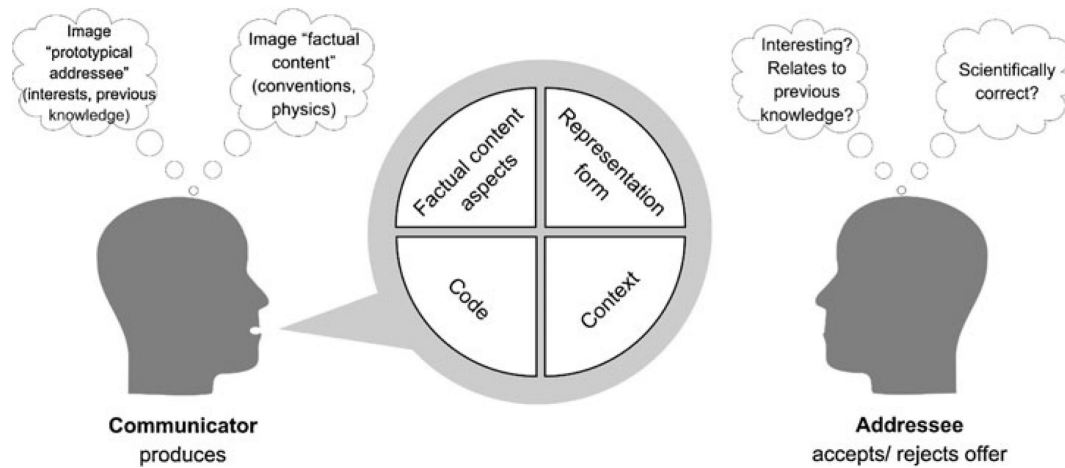 Image
"prototypical
addressee"
(interests, previous
knowledge)
Image "factual
content"
(conventions,
physics)
Factual content
aspects
Representation
form
Code
Context
Interesting?
Relates to
previous
knowledge?
Scientifically
correct?
Communicator
produces
Addressee
accepts/ rejects offer